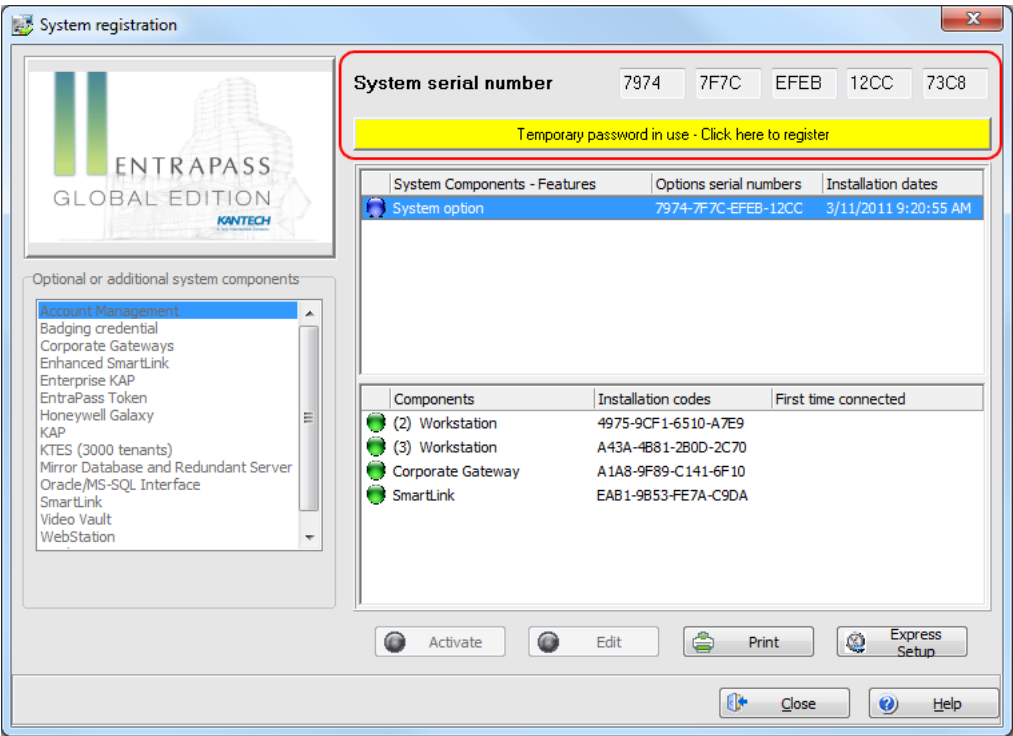 System registration
System serial number 7974 7F7C EFEB 12CC 73C8
Temporary password in use - Click here to register
ENTRAPASS
GLOBAL EDITION
KANTECH
System Components - Features Options serial numbers Installation dates
System option 7974-7F7C-EFEB-12CC 3/11/2011 9:20:55 AM
Optional or additional system components
Account Management
Badging credential
Corporate Gateways
Enhanced SmartLink
Enterprise KAP
EntraPass Token
Honeywell Galaxy
KAP
KTES (3000 tenants)
Mirror Database and Redundant Server
Oracle/MS-SQL Interface
SmartLink
Video Vault
WebStation
Components Installation codes First time connected
(2) Workstation 4975-9CF1-6510-A7E9
(3) Workstation A43A-4B81-2B0D-2C70
Corporate Gateway A1A8-9F89-C141-6F10
SmartLink EAB1-9B53-FE7A-C9DA
Activate Edit Print Express
Setup
Close Help